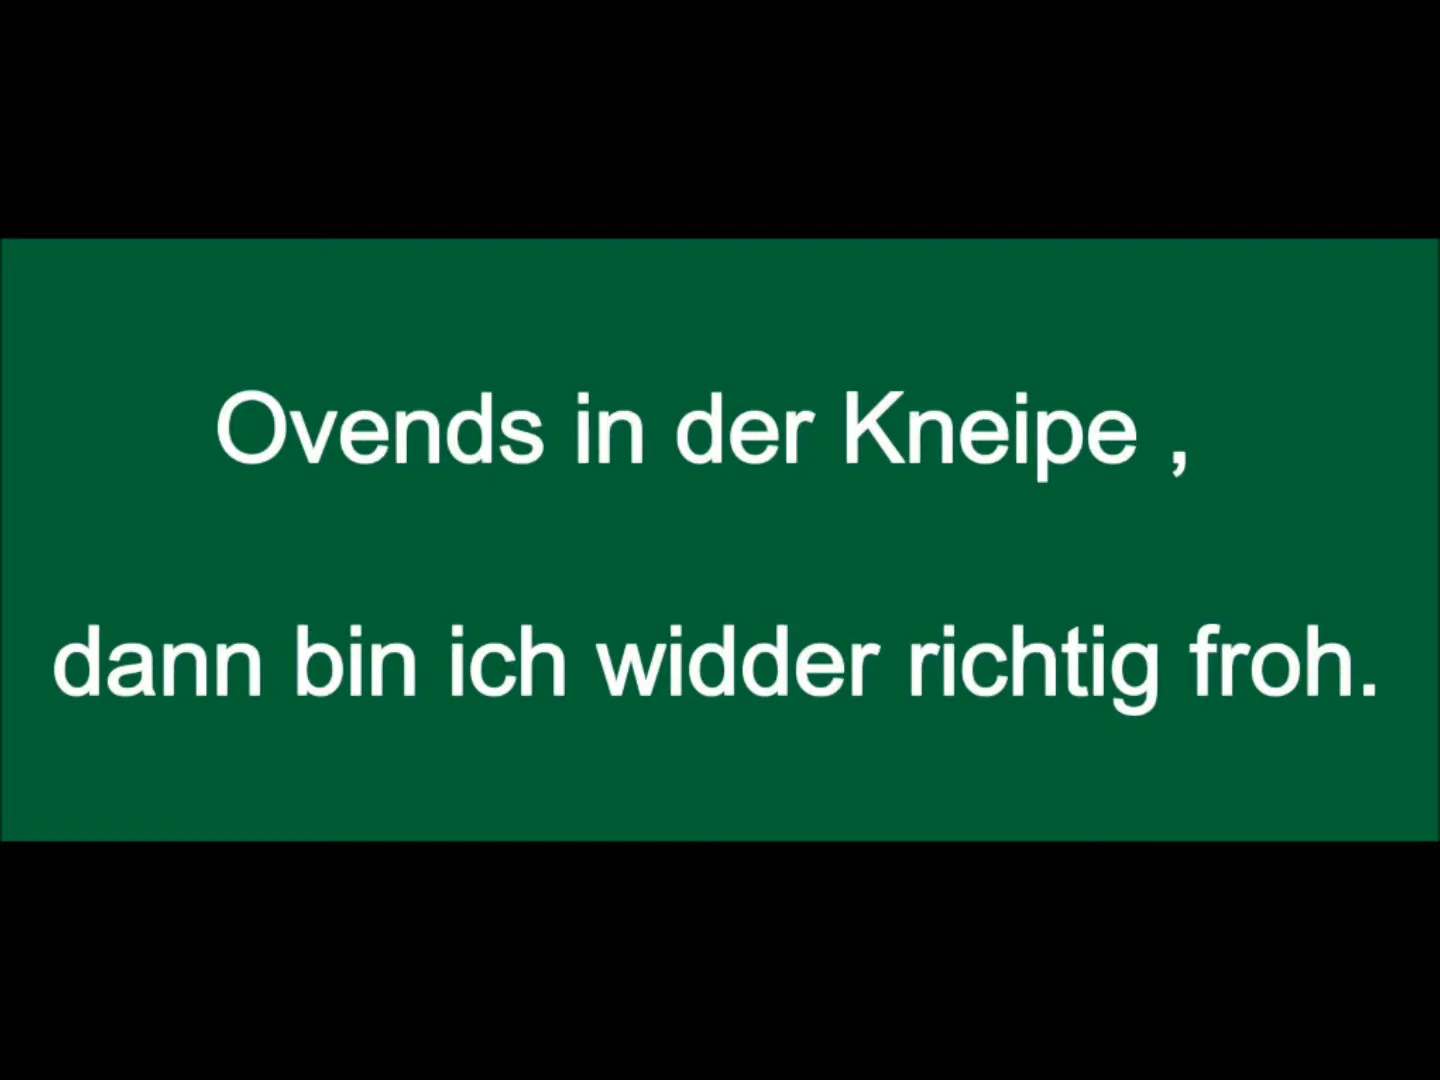 Ovends in der Kneipe ,
dann bin ich widder richtig froh.